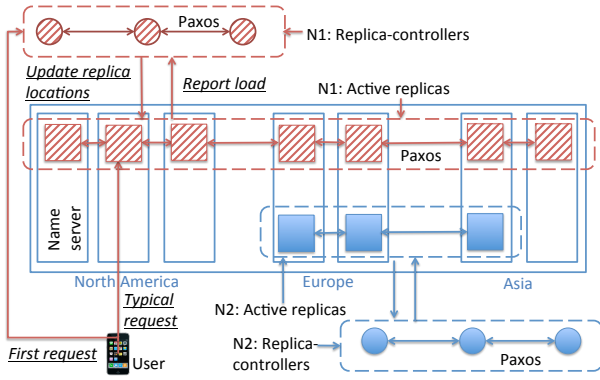 Paxos
N1: Replica-controllers
Update replica
locations
Report load
N1: Active replicas
Paxos
Name
server
North America
Europe
Asia
Typical
request
N2: Active replicas
First request
User
N2: Replica-
controllers
Paxos